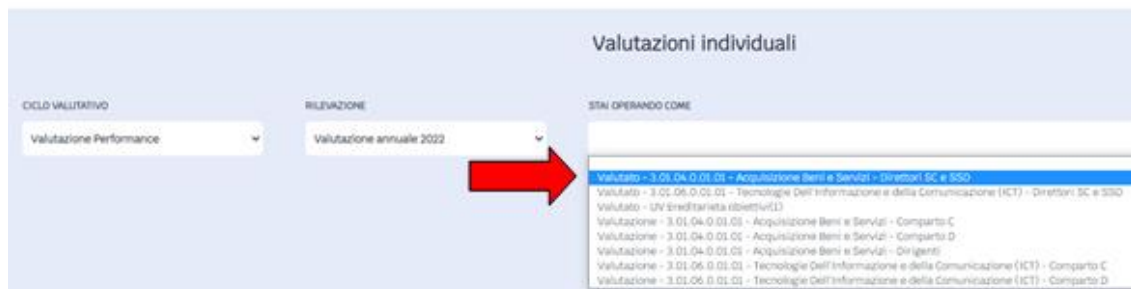 Valutazioni individuali
CICLO VALUTATIVO
RILEVAZIONE
STAI OPERANDO COME
Valutazione Performance
Valutazione annuale 2022
Valutato - 3.01.04.0.01.01 - Acquisizione Beni e Servizi - Direttori SC e SSD
Valutato - 3.01.06.0.01.01 - Tecnologie Dell'Informazione e della Comunicazione (ICT) - Direttori SC e SSD
Valutato - UV Ereditarieta obiettivi(1)
Valutazione - 3.01.04.0.01.01 - Acquisizione Beni e Servizi - Comparto C
Valutazione - 3.01.04.0.01.01 - Acquisizione Beni e Servizi - Comparto D
Valutazione - 3.01.04.0.01.01 - Acquisizione Beni e Servizi - Dirigenti
Valutazione - 3.01.06.0.01.01 - Tecnologie Dell'Informazione e della Comunicazione (ICT) - Comparto C
Valutazione - 3.01.06.0.01.01 - Tecnologie Dell'Informazione e della Comunicazione (ICT) - Comparto D